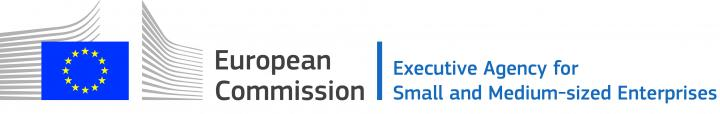 European
Commission
Executive Agency for
Small and Medium-sized Enterprises